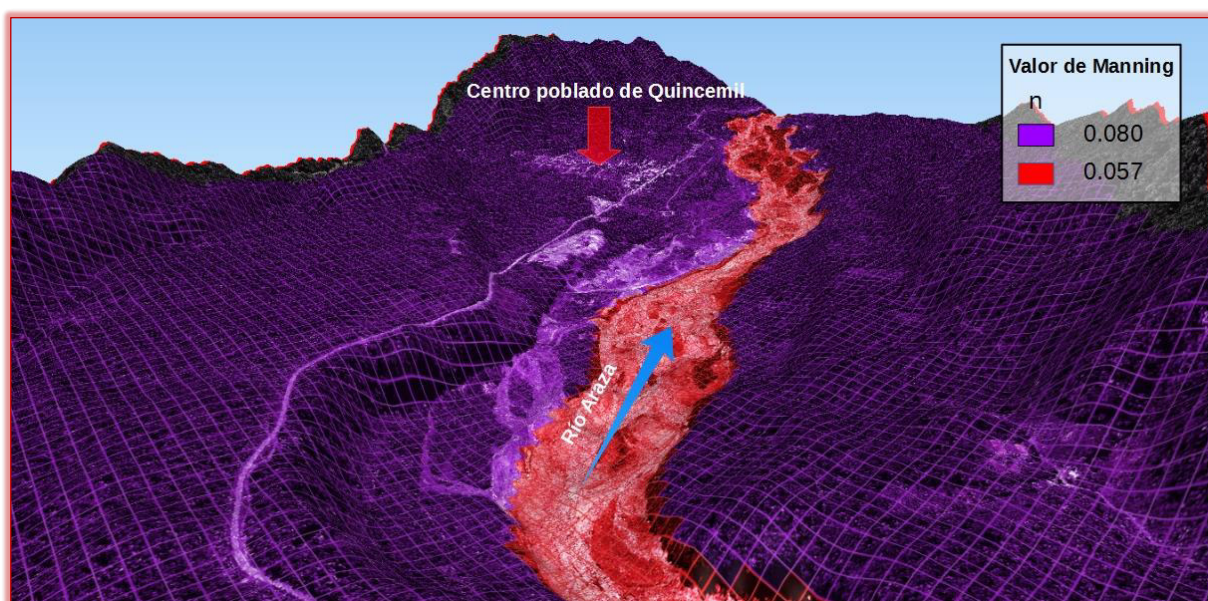 Centro poblado de Quincemil
Valor de Manning
n
0.080
0.057
Río Araza